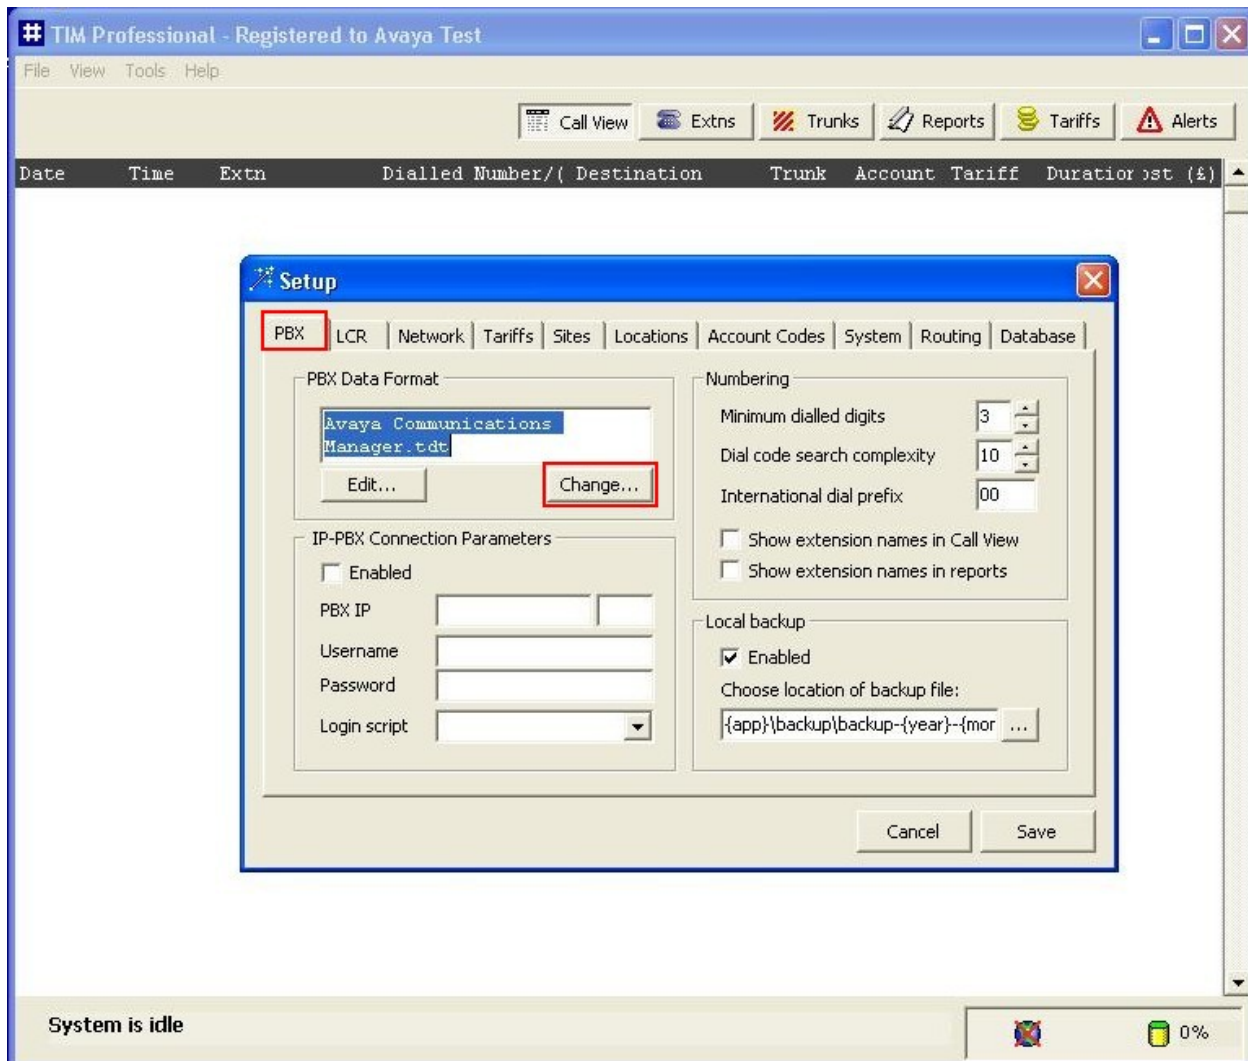 TIM Professional - Registered to Avaya Test
File View Tools Help
Call View Extns Trunks Reports Tariffs Alerts
Date Time Extn Dialled Number/( Destination Trunk Account Tariff Duration ost (£)
Setup
PBX LCR Network Tariffs Sites Locations Account Codes System Routing Database
PBX Data Format
Avaya Communications
Manager.tdt
Edit... Change...
IP-PBX Connection Parameters
Enabled
PBX IP
Username
Password
Login script
Numbering
Minimum dialled digits 3
Dial code search complexity 10
International dial prefix 00
Show extension names in Call View
Show extension names in reports
Local backup
Enabled
Choose location of backup file:
{app}\backup\backup-{year}-{mor ...
Cancel Save
System is idle
0%